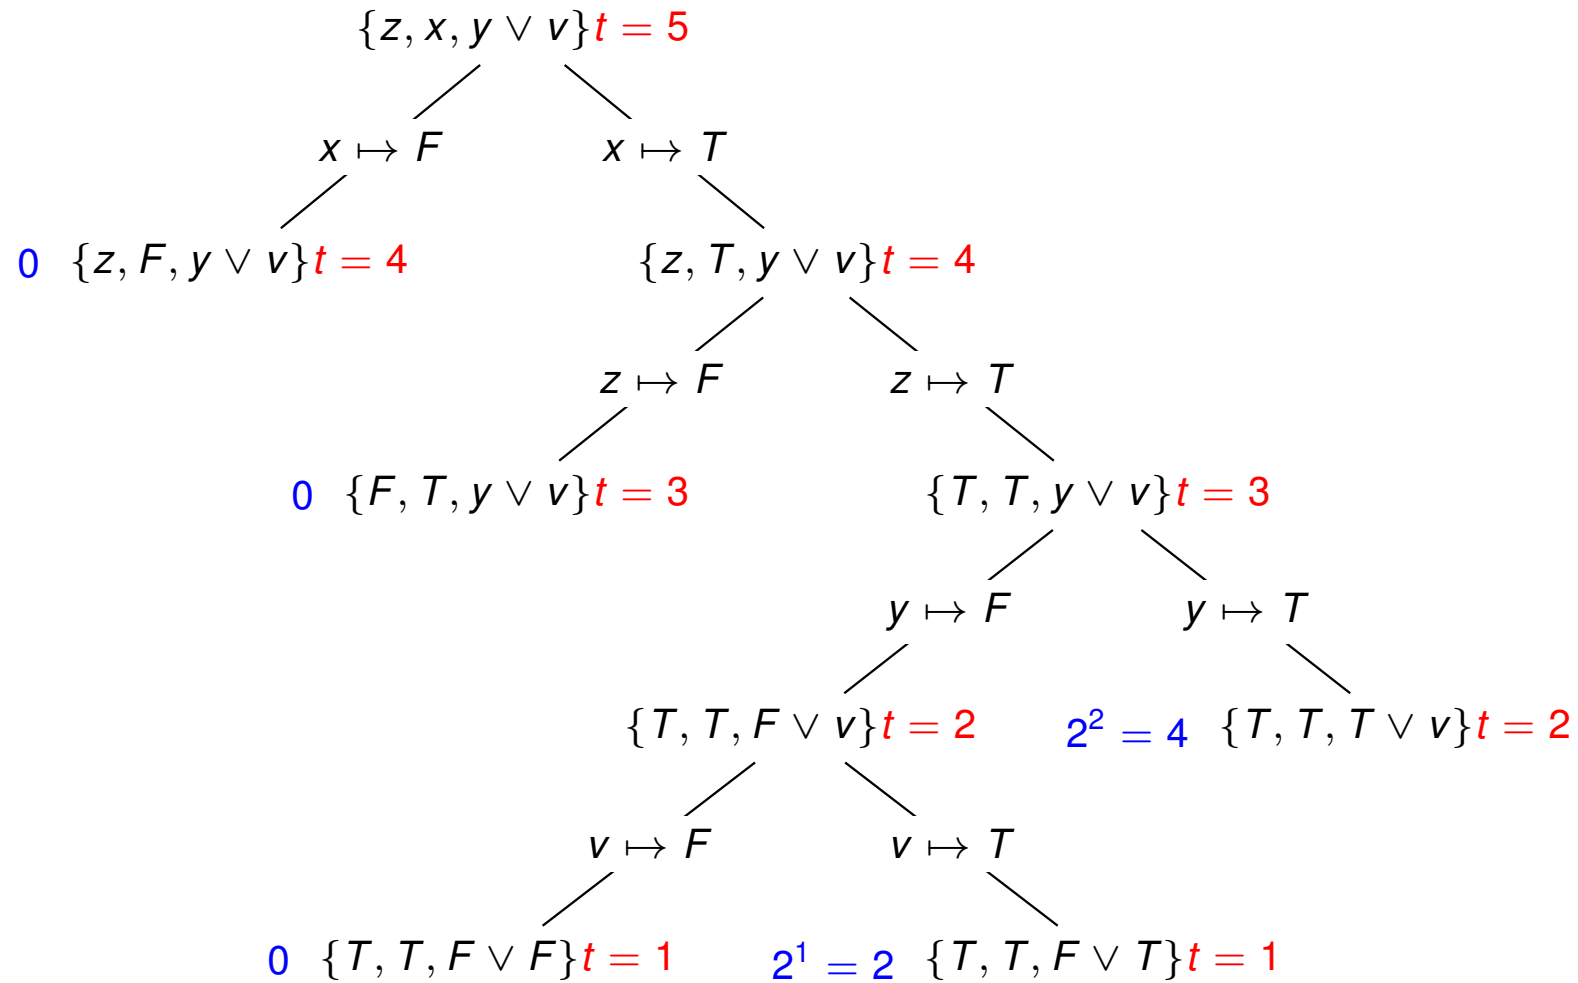 {z, x, y ∨ v}t = 5
x ↦ F x ↦ T
0 {z, F, y ∨ v}t = 4 {z, T, y ∨ v}t = 4
z ↦ F z ↦ T
0 {F, T, y ∨ v}t = 3 {T, T, y ∨ v}t = 3
y ↦ F y ↦ T
{T, T, F ∨ v}t = 2 2² = 4 {T, T, T ∨ v}t = 2
v ↦ F v ↦ T
0 {T, T, F ∨ F}t = 1 2¹ = 2 {T, T, F ∨ T}t = 1